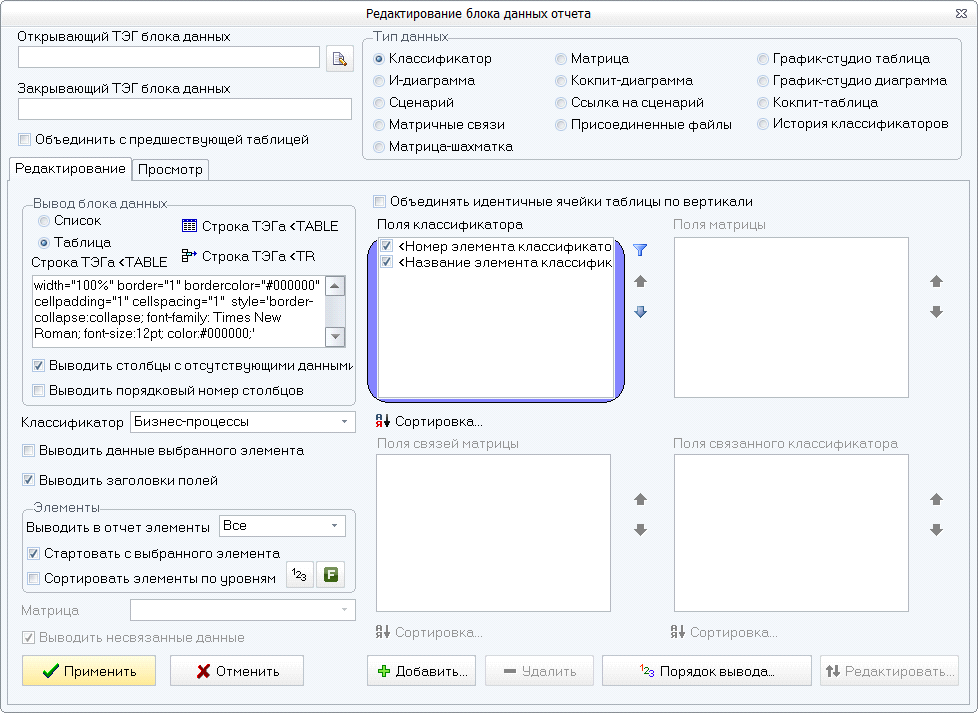 Редактирование блока данных отчета
Открывающий ТЭГ блока данных
Закрывающий ТЭГ блока данных
Объединить с предшествующей таблицей
Тип данных
Классификатор
Матрица
График-студио таблица
И-диаграмма
Кокпит-диаграмма
График-студио диаграмма
Сценарий
Ссылка на сценарий
Кокпит-таблица
Матричные связи
Присоединенные файлы
История классификаторов
Матрица-шахматка
Редактирование
Просмотр
Вывод блока данных
Список
Таблица
Строка ТЭГа <TABLE
Строка ТЭГа <TR
Строка ТЭГа <TABLE
width="100%" border="1" bordercolor="#000000"
cellpadding="1" cellspacing="1" style='border-
collapse:collapse; font-family: Times New
Roman; font-size:12pt; color:#000000;'
Выводить столбцы с отсутствующими данными
Выводить порядковый номер столбцов
Классификатор
Бизнес-процессы
Выводить данные выбранного элемента
Выводить заголовки полей
Элементы
Выводить в отчет элементы
Все
Стартовать с выбранного элемента
Сортировать элементы по уровням
123
F
Матрица
Выводить несвязанные данные
Объединять идентичные ячейки таблицы по вертикали
Поля классификатора
<Номер элемента классификато
<Название элемента классифик
Поля матрицы
Сортировка...
Поля связей матрицы
Поля связанного классификатора
Сортировка...
Сортировка...
Применить
Отменить
Добавить...
Удалить
123 Порядок вывода...
Редактировать...